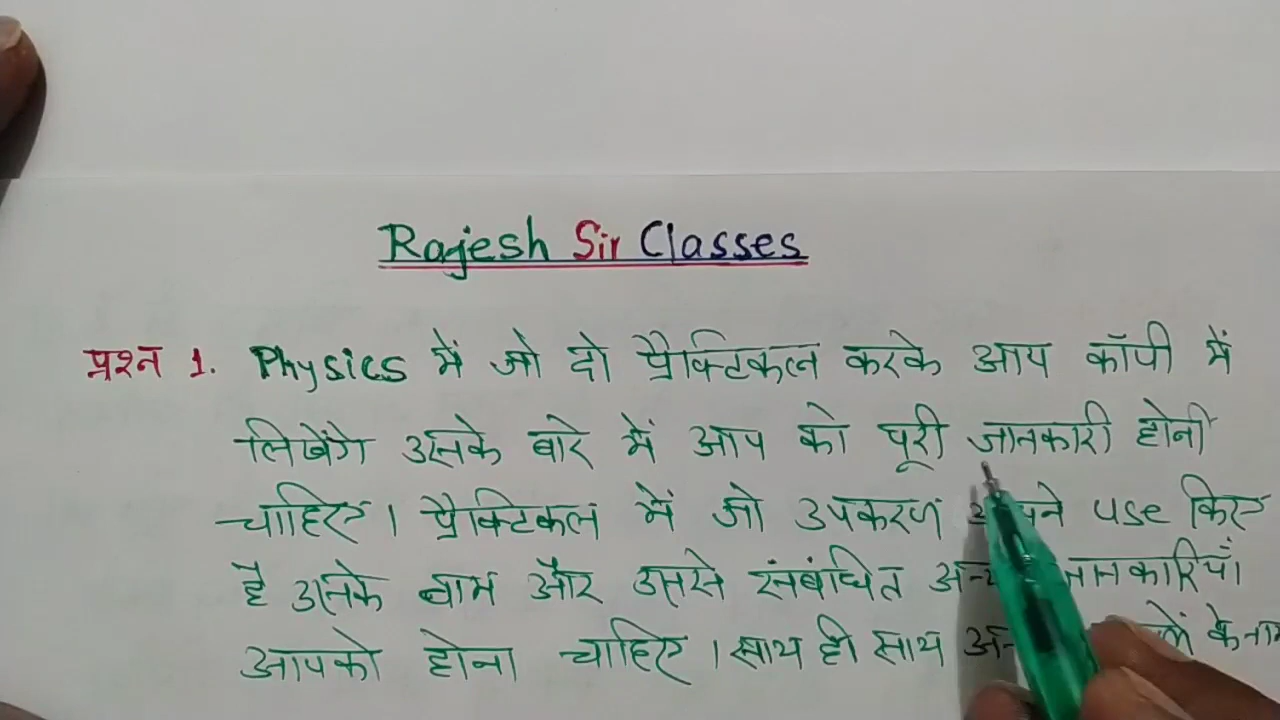 Rajesh Sir Classes
प्रश्न 1. Physics में जो दो प्रैक्टिकल करके आप कॉपी में
लिखेंगे उसके बारे में आप को पूरी जानकारी होनी
चाहिए। प्रैक्टिकल में जो उपकरण use किए
है उनके नाम और उससे संबंधित
आपको होना चाहिए। साथ ही साथ के नाम